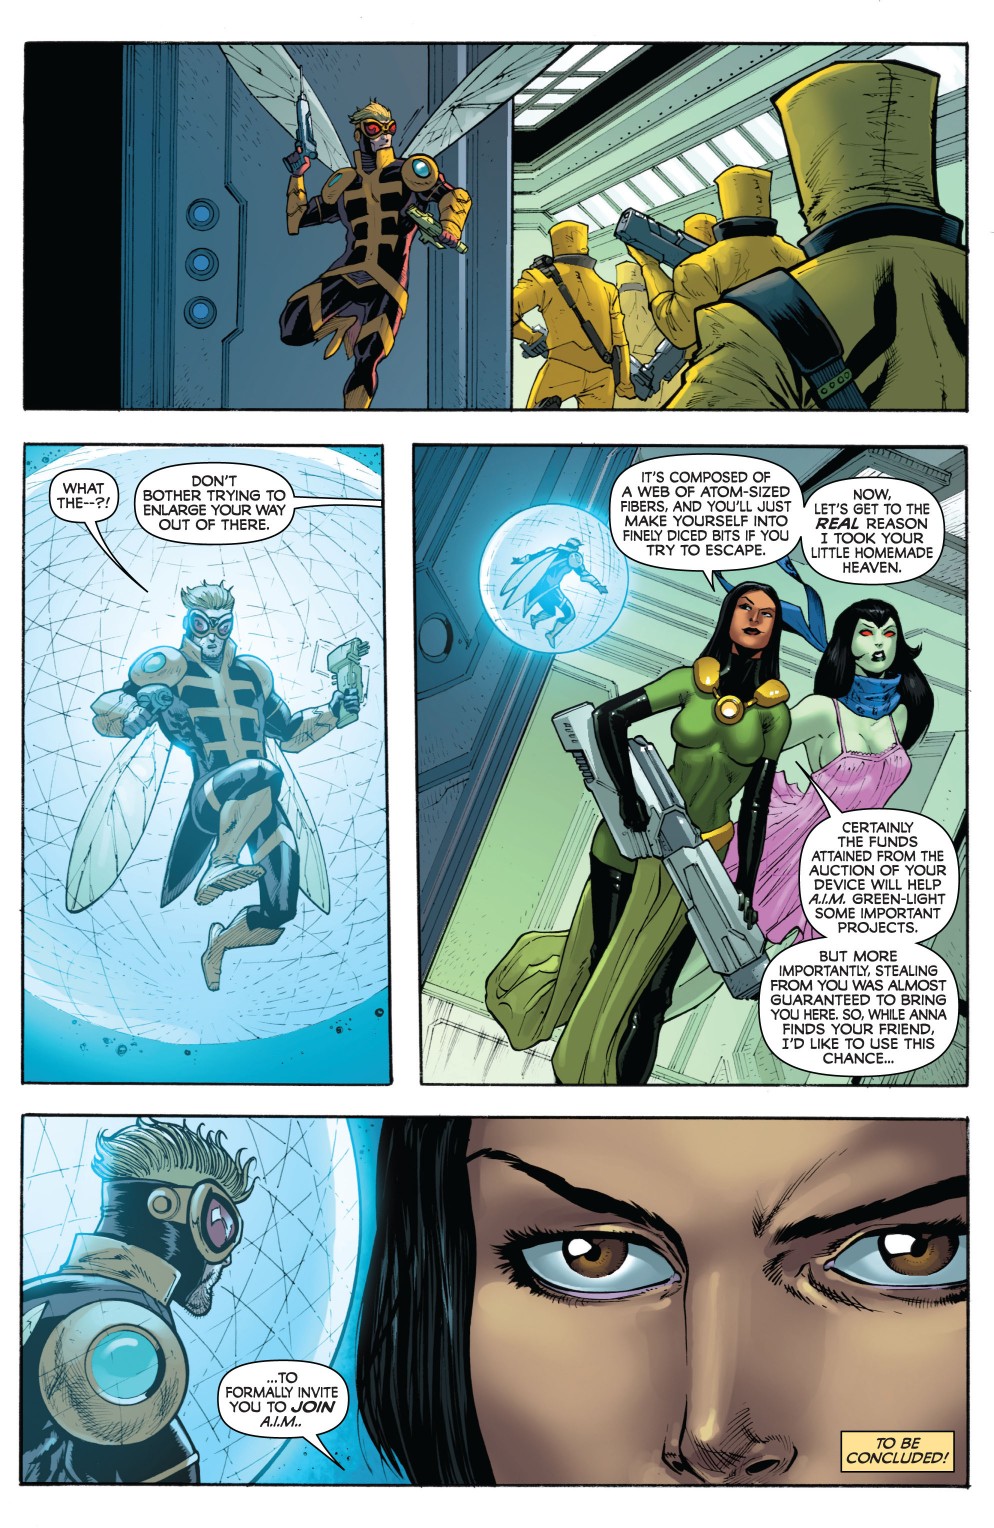 WHAT
THE--?!
DON'T
BOTHER TRYING TO
ENLARGE YOUR WAY
OUT OF THERE.
IT'S COMPOSED OF
A WEB OF ATOM-SIZED
FIBERS, AND YOU'LL JUST
MAKE YOURSELF INTO
FINELY DICED BITS IF YOU
TRY TO ESCAPE.
NOW,
LET'S GET TO THE
REAL REASON
I TOOK YOUR
LITTLE HOMEMADE
HEAVEN.
CERTAINLY
THE FUNDS
ATTAINED FROM THE
AUCTION OF YOUR
DEVICE WILL HELP
A.I.M. GREEN-LIGHT
SOME IMPORTANT
PROJECTS.
BUT MORE
IMPORTANTLY, STEALING
FROM YOU WAS ALMOST
GUARANTEED TO BRING
YOU HERE. SO, WHILE ANNA
FINDS YOUR FRIEND,
I'D LIKE TO USE THIS
CHANCE...
...TO
FORMALLY INVITE
YOU TO JOIN
A.I.M..
TO BE
CONCLUDED!